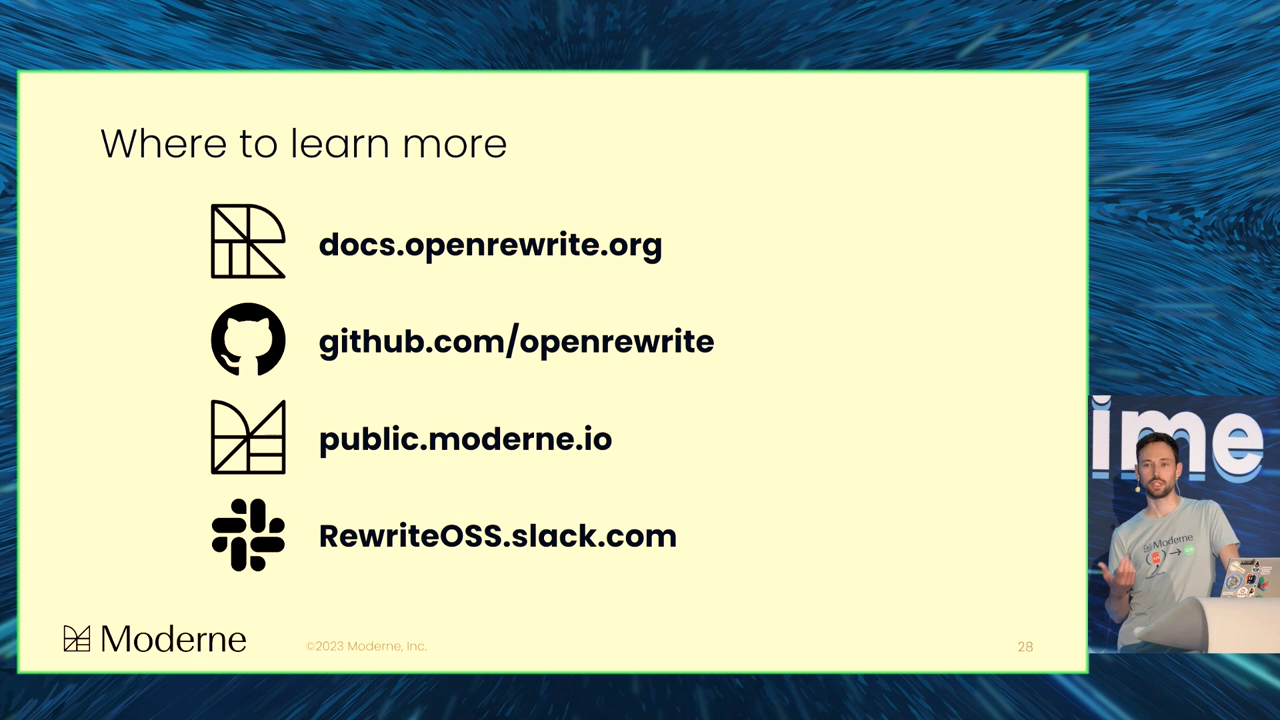 Where to learn more
docs.openrewrite.org
github.com/openrewrite
public.moderne.io
RewriteOSS.slack.com
Moderne
©2023 Moderne, Inc.
28
ime
Moderne